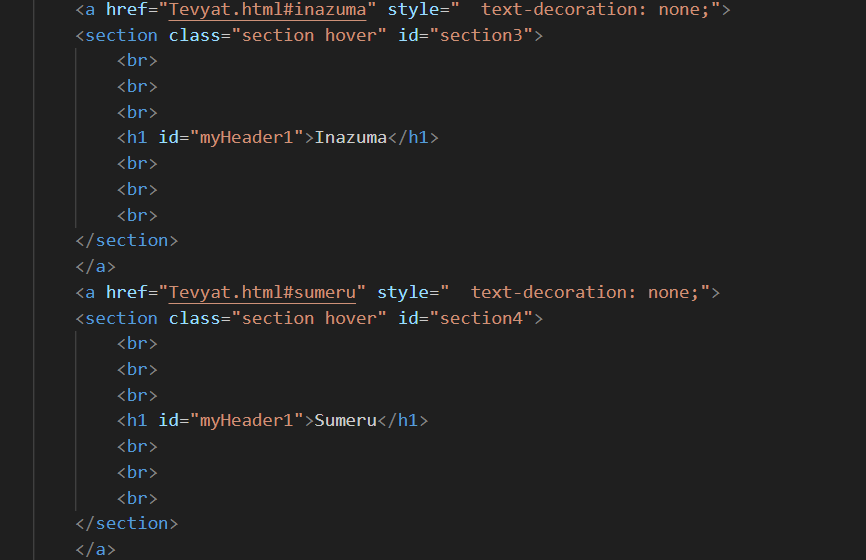 <a href="Tevyat.html#inazuma" style="  text-decoration: none;">
<section class="section hover" id="section3">
<br>
<br>
<br>
<h1 id="myHeader1">Inazuma</h1>
<br>
<br>
<br>
</section>
</a>
<a href="Tevyat.html#sumeru" style="  text-decoration: none;">
<section class="section hover" id="section4">
<br>
<br>
<br>
<h1 id="myHeader1">Sumeru</h1>
<br>
<br>
<br>
</section>
</a>